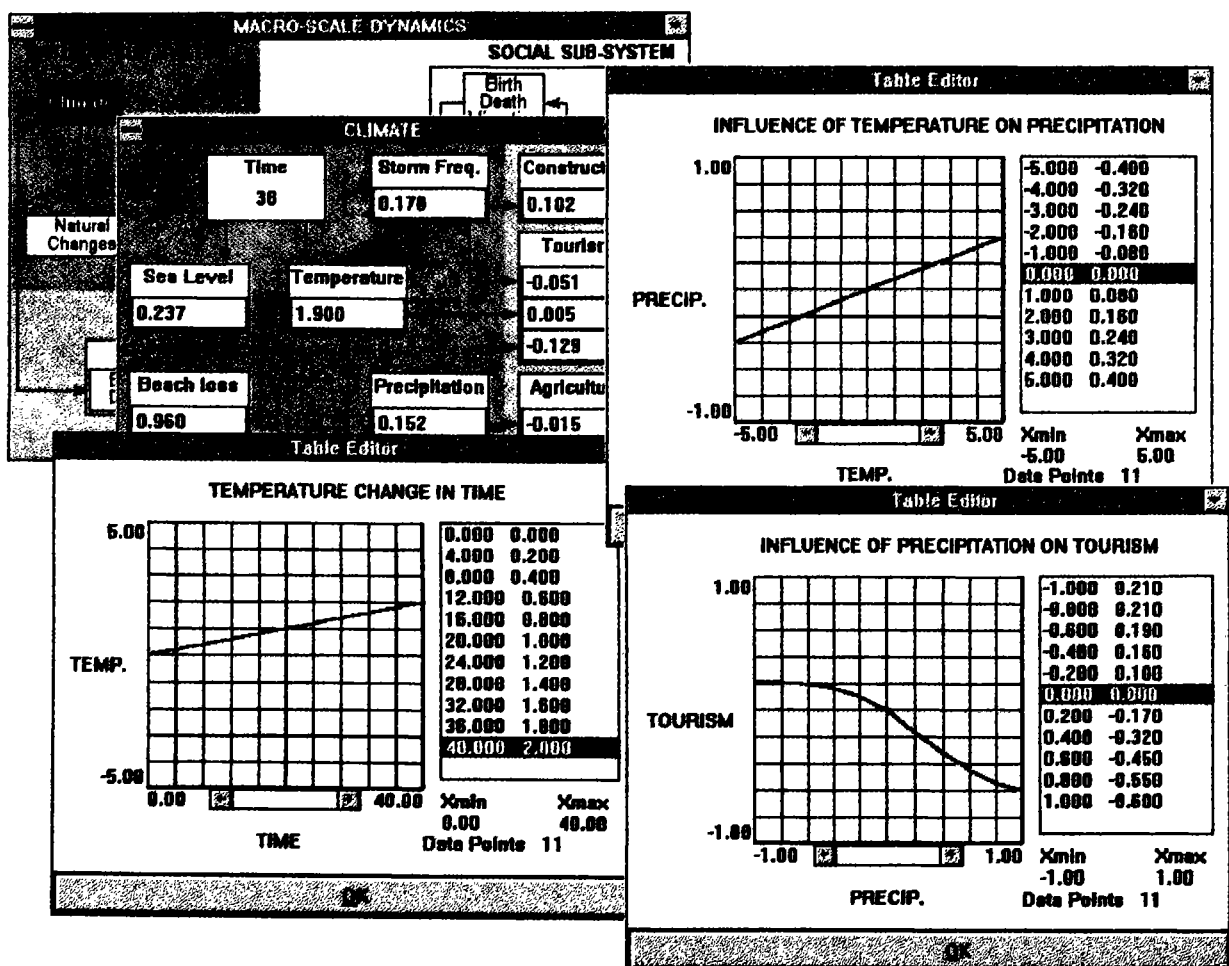 MACRO-SCALE DYNAMICS
SOCIAL SUB-SYSTEM
Birth
Death
Natural
Changes
CLIMATE
Time
38
Storm Freq.
0.178
Construct
0.102
Tourism
-0.051
0.005
-0.129
Sea Level
0.237
Temperature
1.900
Beach loss
0.960
Precipitation
0.152
Agricultu
-0.015
Table Editor
INFLUENCE OF TEMPERATURE ON PRECIPITATION
1.00
PRECIP.
-1.00
-5.00
5.00
TEMP.
-5.000 -0.400
-4.000 -0.320
-3.000 -0.240
-2.000 -0.160
-1.000 -0.080
0.000 0.000
1.000 0.080
2.000 0.160
3.000 0.240
4.000 0.320
5.000 0.400
Xmin Xmax
-5.00 5.00
Data Points 11
Table Editor
TEMPERATURE CHANGE IN TIME
5.00
TEMP.
-5.00
0.00
40.00
TIME
0.000 0.000
4.000 0.200
8.000 0.400
12.000 0.600
16.000 0.800
20.000 1.000
24.000 1.200
28.000 1.400
32.000 1.600
36.000 1.800
40.000 2.000
Xmin Xmax
0.00 40.00
Data Points 11
OK
Table Editor
INFLUENCE OF PRECIPITATION ON TOURISM
1.00
TOURISM
-1.00
-1.00
1.00
PRECIP.
-1.000 0.210
-0.800 0.210
-0.600 0.190
-0.400 0.160
-0.200 0.100
0.000 0.000
0.200 -0.170
0.400 -0.320
0.600 -0.450
0.800 -0.550
1.000 -0.600
Xmin Xmax
-1.00 1.00
Data Points 11
OK